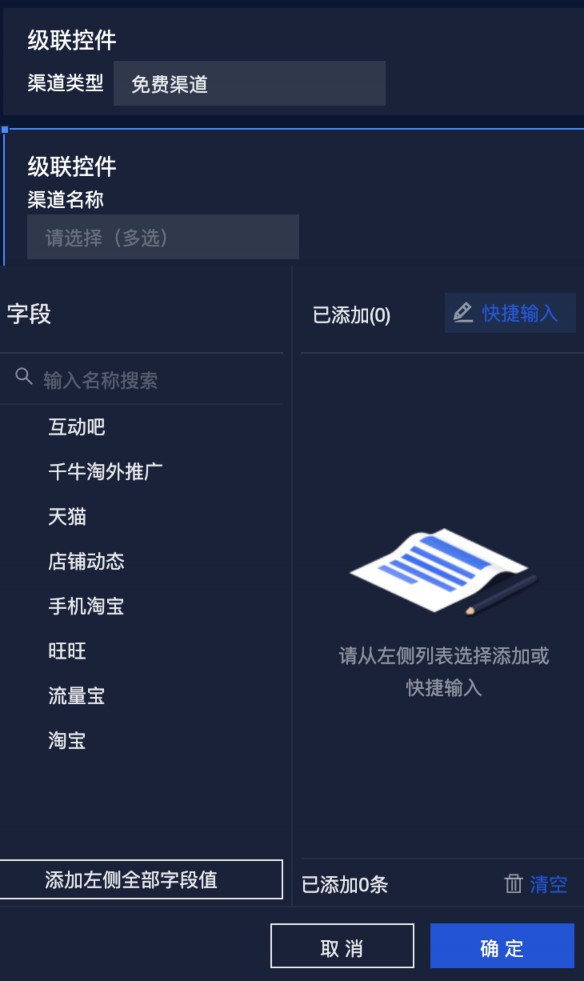 级联控件
渠道类型 免费渠道
级联控件
渠道名称
请选择（多选）
字段
已添加(0) 快捷输入
输入名称搜索
互动吧
千牛淘外推广
天猫
店铺动态
手机淘宝
旺旺
流量宝
淘宝
请从左侧列表选择添加或
快捷输入
添加左侧全部字段值
已添加0条 清空
取消 确定